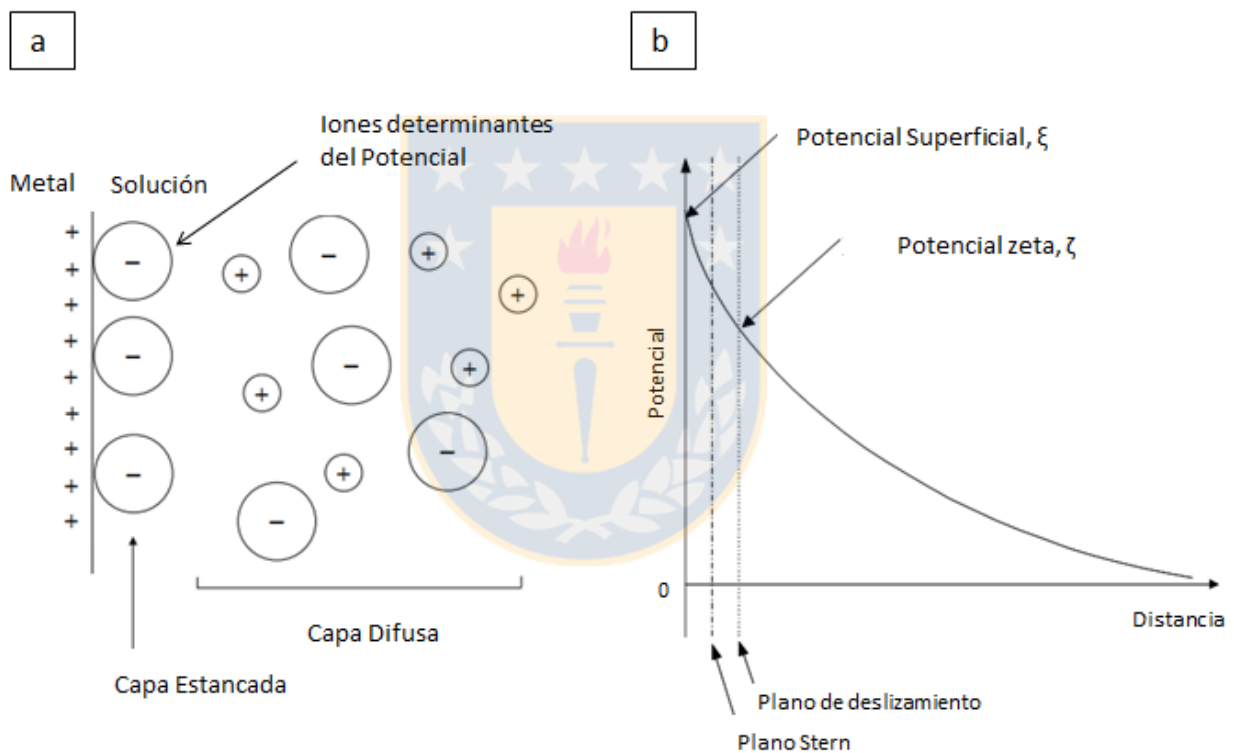 a
b
Iones determinantes
del Potencial
Metal
Solución
+
+
+
+
+
+
+
+
+
−
−
−
+
−
+
+
+
−
+
+
−
−
Capa Difusa
Capa Estancada
Potencial Superficial, ξ
Potencial zeta, ζ
Potencial
0
Distancia
Plano de deslizamiento
Plano Stern